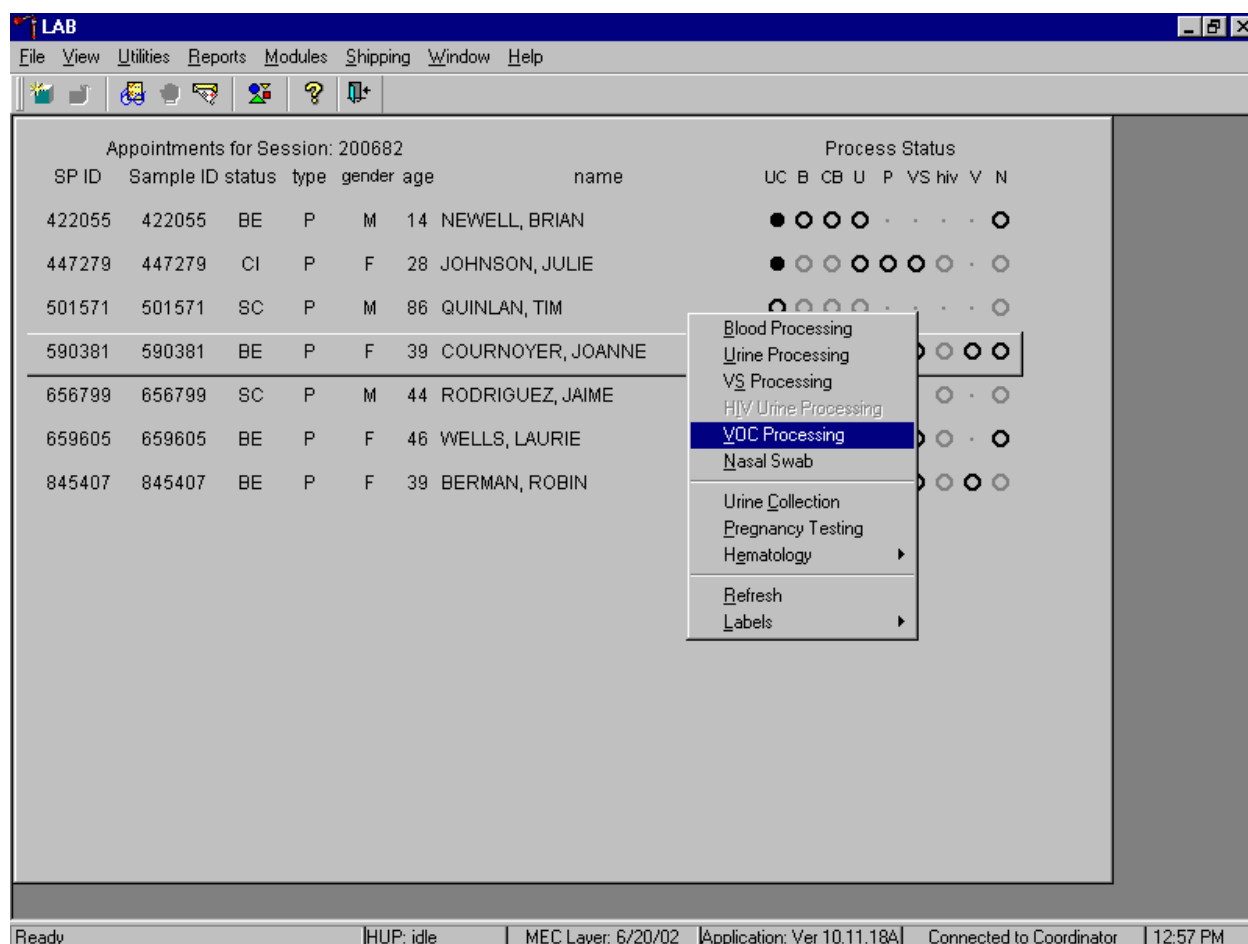 LAB
File View Utilities Reports Modules Shipping Window Help
Appointments for Session: 200682 Process Status
SP ID Sample ID status type gender age name UC B CB U P VS hiv V N
422055 422055 BE P M 14 NEWELL, BRIAN
447279 447279 CI P F 28 JOHNSON, JULIE
501571 501571 SC P M 86 QUINLAN, TIM
590381 590381 BE P F 39 COURNOYER, JOANNE
656799 656799 SC P M 44 RODRIGUEZ, JAIME
659605 659605 BE P F 46 WELLS, LAURIE
845407 845407 BE P F 39 BERMAN, ROBIN
Blood Processing
Urine Processing
VS Processing
HIV Urine Processing
VOC Processing
Nasal Swab
Urine Collection
Pregnancy Testing
Hematology
Refresh
Labels
Ready HUP: idle MEC Layer: 6/20/02 Application: Ver 10.11.18A Connected to Coordinator 12:57 PM